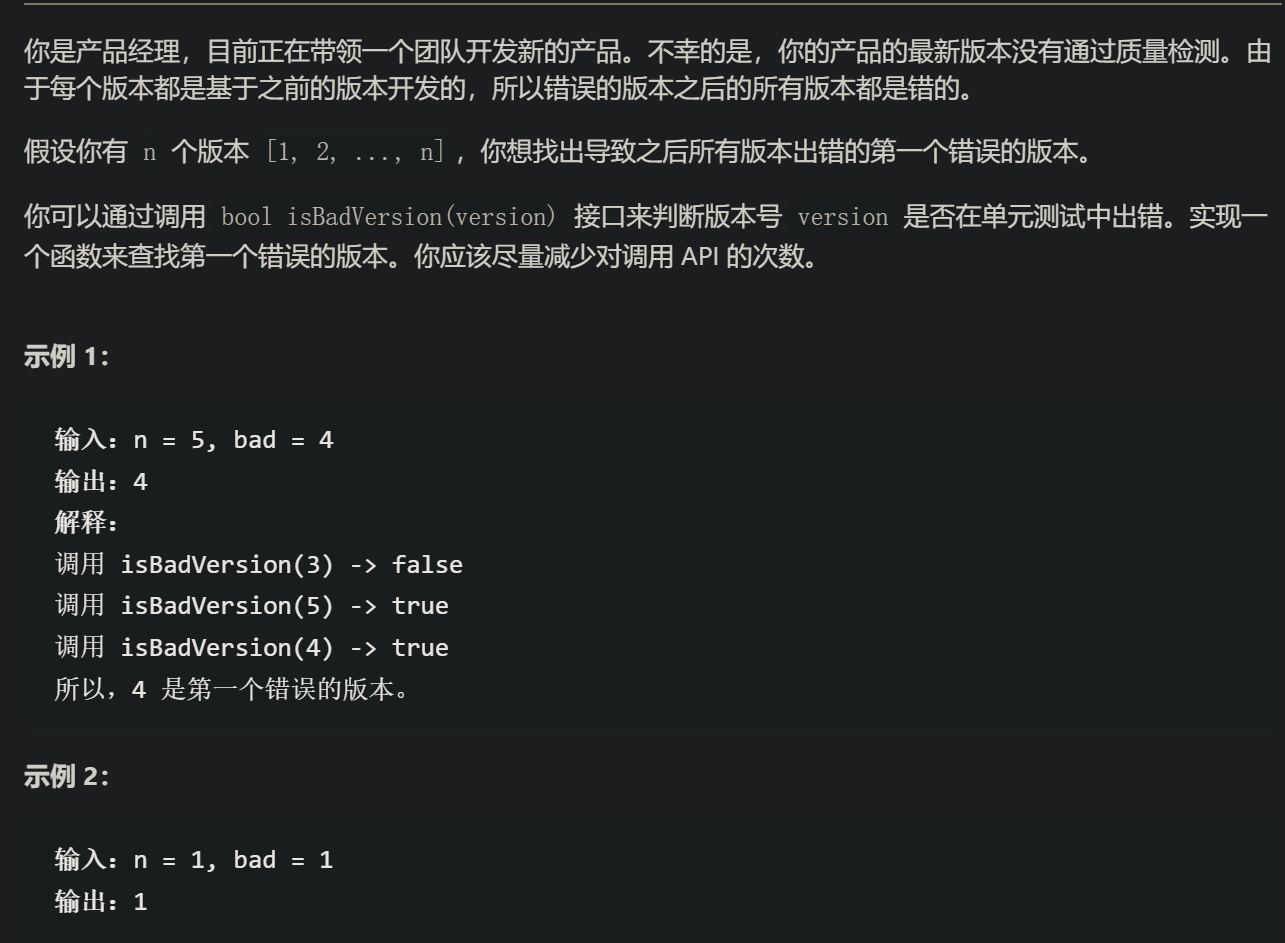 你是产品经理，目前正在带领一个团队开发新的产品。不幸的是，你的产品的最新版本没有通过质量检测。由
于每个版本都是基于之前的版本开发的，所以错误的版本之后的所有版本都是错的。
假设你有 n 个版本 [1, 2, ..., n]，你想找出导致之后所有版本出错的第一个错误的版本。
你可以通过调用 bool isBadVersion(version) 接口来判断版本号 version 是否在单元测试中出错。实现一
个函数来查找第一个错误的版本。你应该尽量减少对调用 API 的次数。
示例 1：
输入：n = 5, bad = 4
输出：4
解释：
调用 isBadVersion(3) -> false
调用 isBadVersion(5) -> true
调用 isBadVersion(4) -> true
所以，4 是第一个错误的版本。
示例 2：
输入：n = 1, bad = 1
输出：1